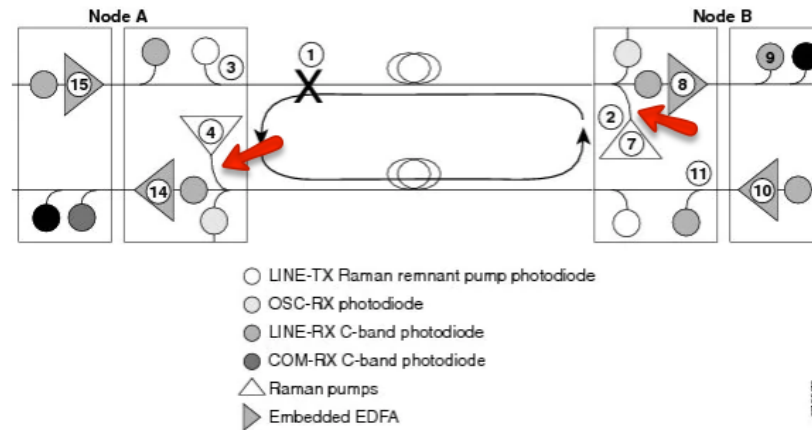 Node A
Node B
1
15
3
9
8
4
2
7
11
14
10
LINE-TX Raman remnant pump photodiode
OSC-RX photodiode
LINE-RX C-band photodiode
COM-RX C-band photodiode
Raman pumps
Embedded EDFA